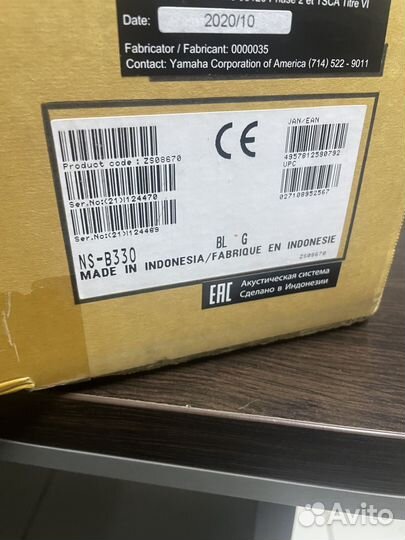 Date: 2020/10
Fabricator / Fabricant: 0000035
Contact: Yamaha Corporation of America (714) 522 - 9011
JAN/EAN
CE
Product code : ZS08670
4957812590792
UPC
Ser.No:(21)1124470
027108952567
Ser.No:(21)1124489
NS-B330
BL G
MADE IN INDONESIA/FABRIQUE EN INDONESIE
ZS08670
EAC Акустическая система
Сделано в Индонезии
Avito